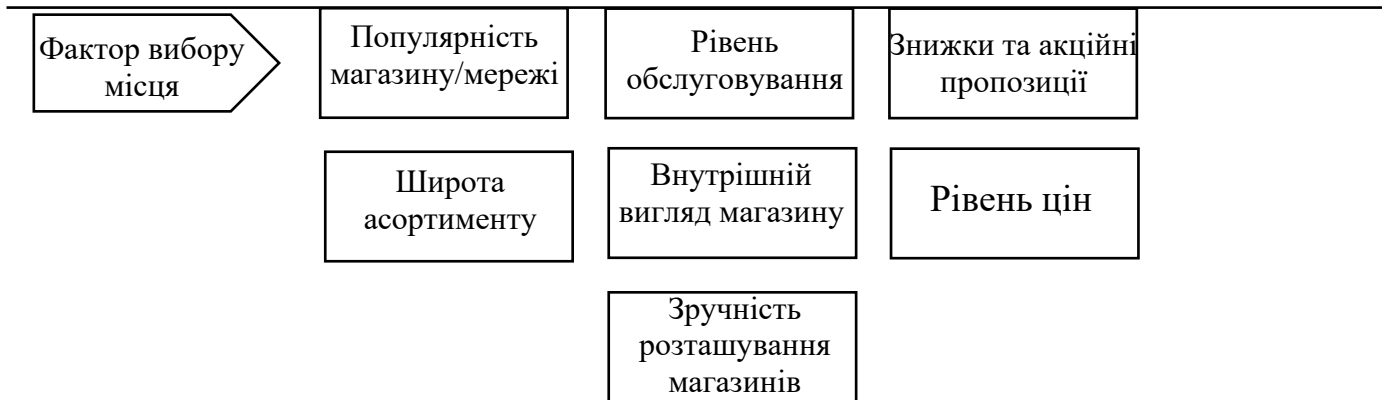 Фактор вибору
місця
Популярність
магазину/мережі
Рівень
обслуговування
Знижки та акційні
пропозиції
Широта
асортименту
Внутрішній
вигляд магазину
Рівень цін
Зручність
розташування
магазинів